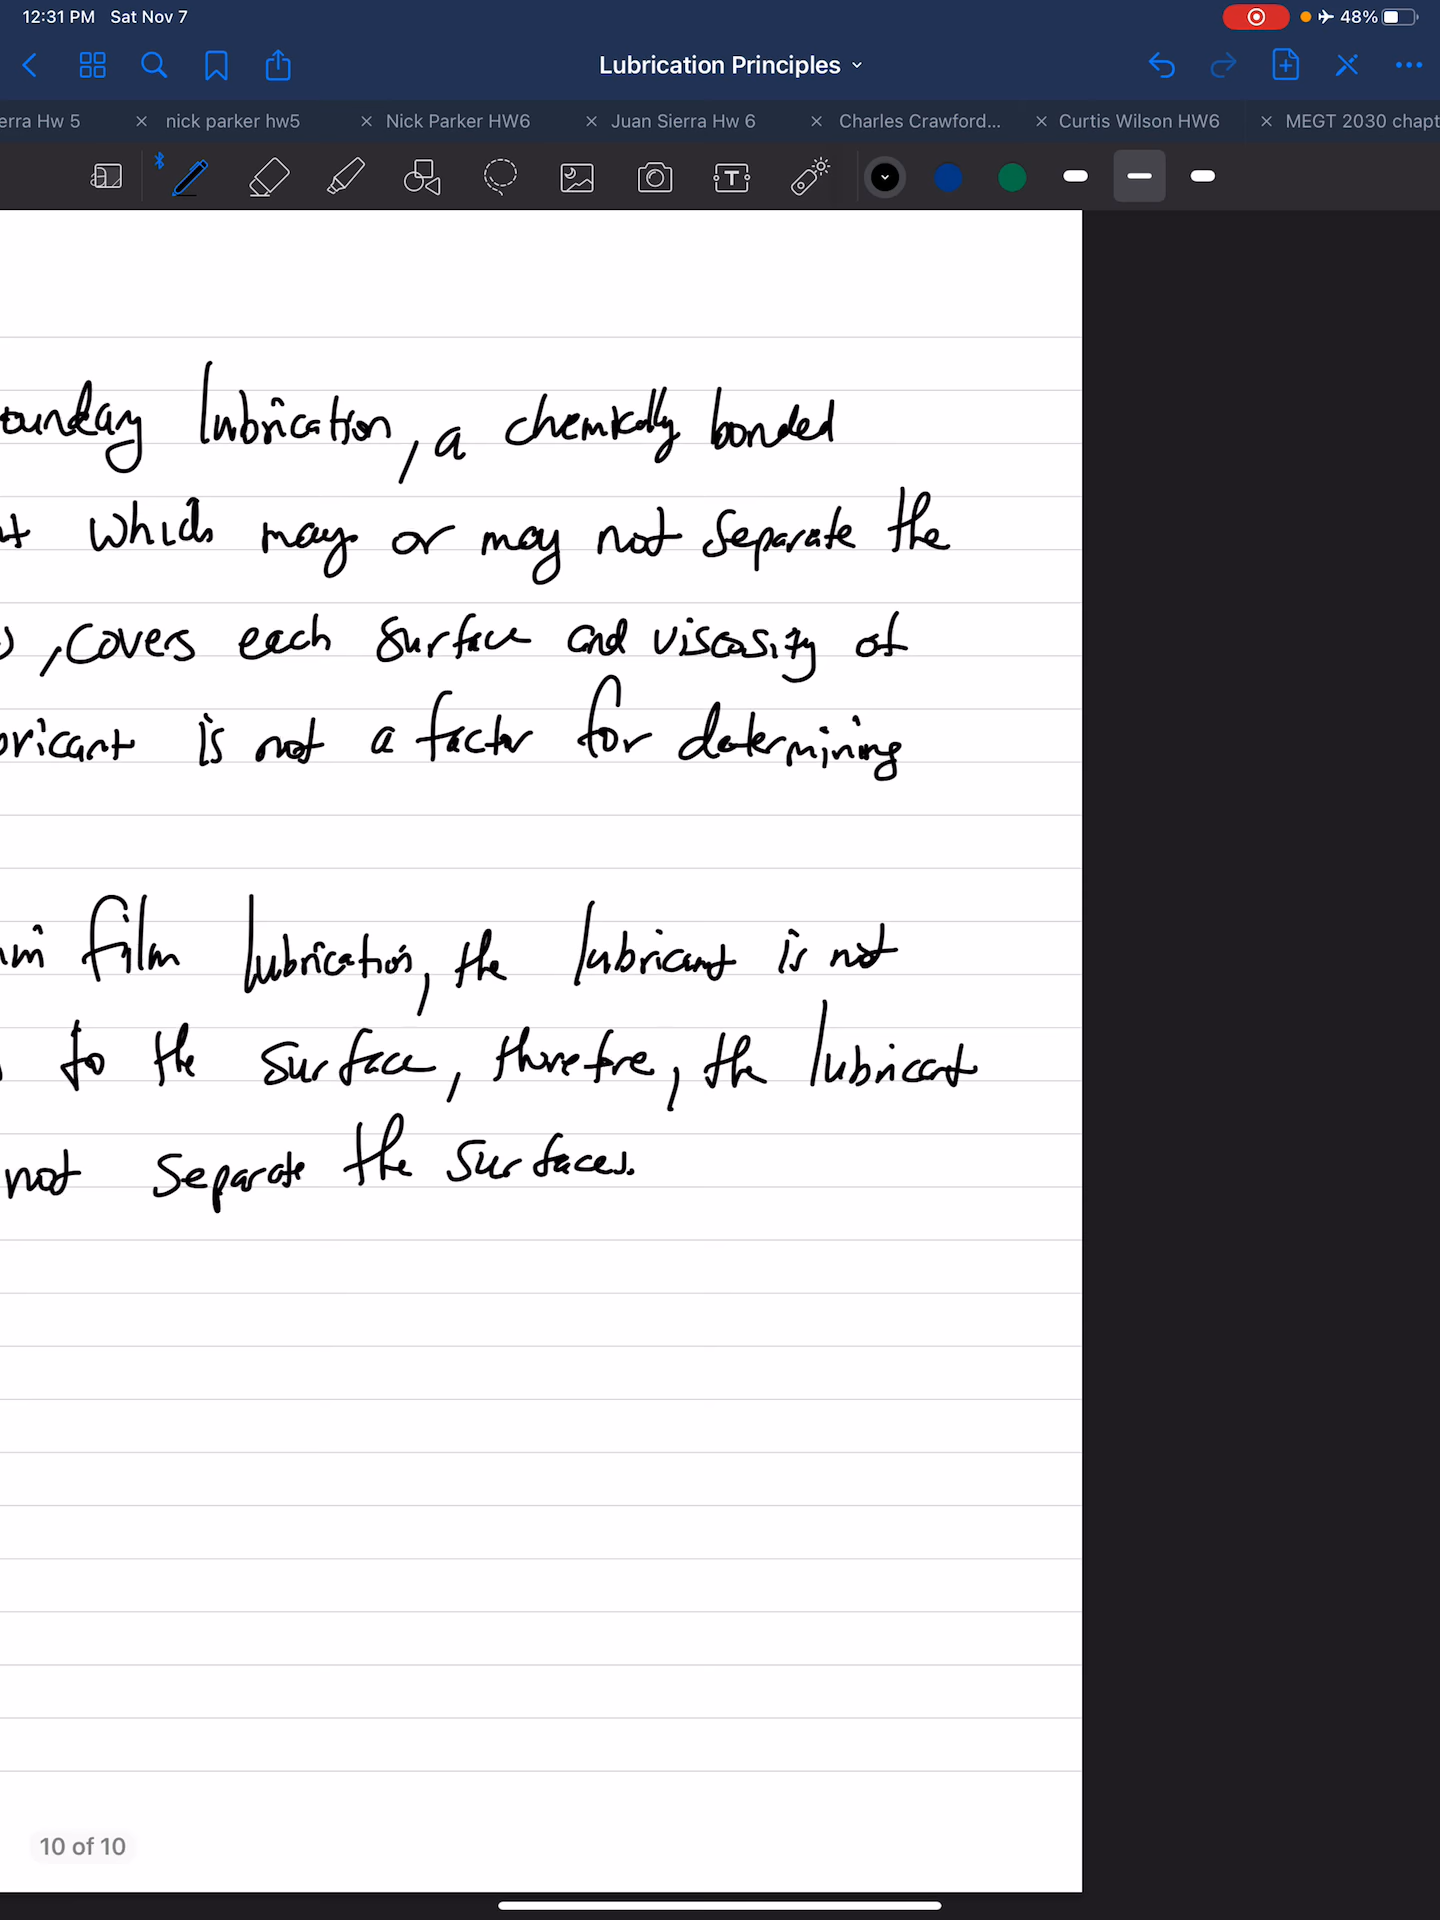 12:31 PM Sat Nov 7
48%
Lubrication Principles
erra Hw 5
nick parker hw5
Nick Parker HW6
Juan Sierra Hw 6
Charles Crawford...
Curtis Wilson HW6
MEGT 2030 chapt
T
oundary lubrication, a chemically bonded
nt which may or may not separate the
, covers each surface and viscosity of
bricant is not a factor for determining
film lubrication, the lubricant is not
to the surface, therefore, the lubricant
not separate the surfaces.
10 of 10